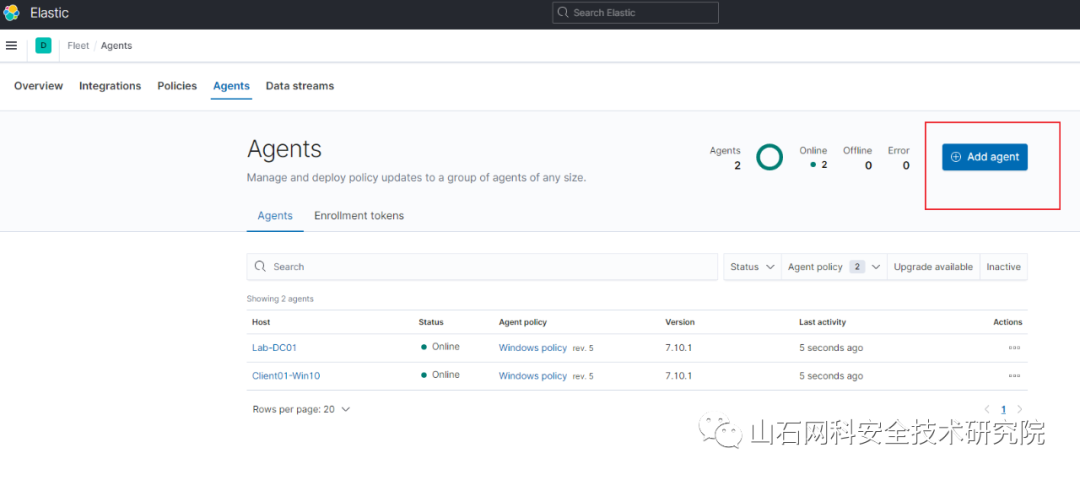 Elastic
Search Elastic
D Fleet / Agents
Overview Integrations Policies Agents Data streams
Agents
Manage and deploy policy updates to a group of agents of any size.
Agents 2 Online 2 Offline 0 Error 0
Add agent
Agents Enrollment tokens
Search Status Agent policy 2 Upgrade available Inactive
Showing 2 agents
Host Status Agent policy Version Last activity Actions
Lab-DC01 Online Windows policy rev. 5 7.10.1 5 seconds ago
Client01-Win10 Online Windows policy rev. 5 7.10.1 5 seconds ago
Rows per page: 20 1
山石网科安全技术研究院